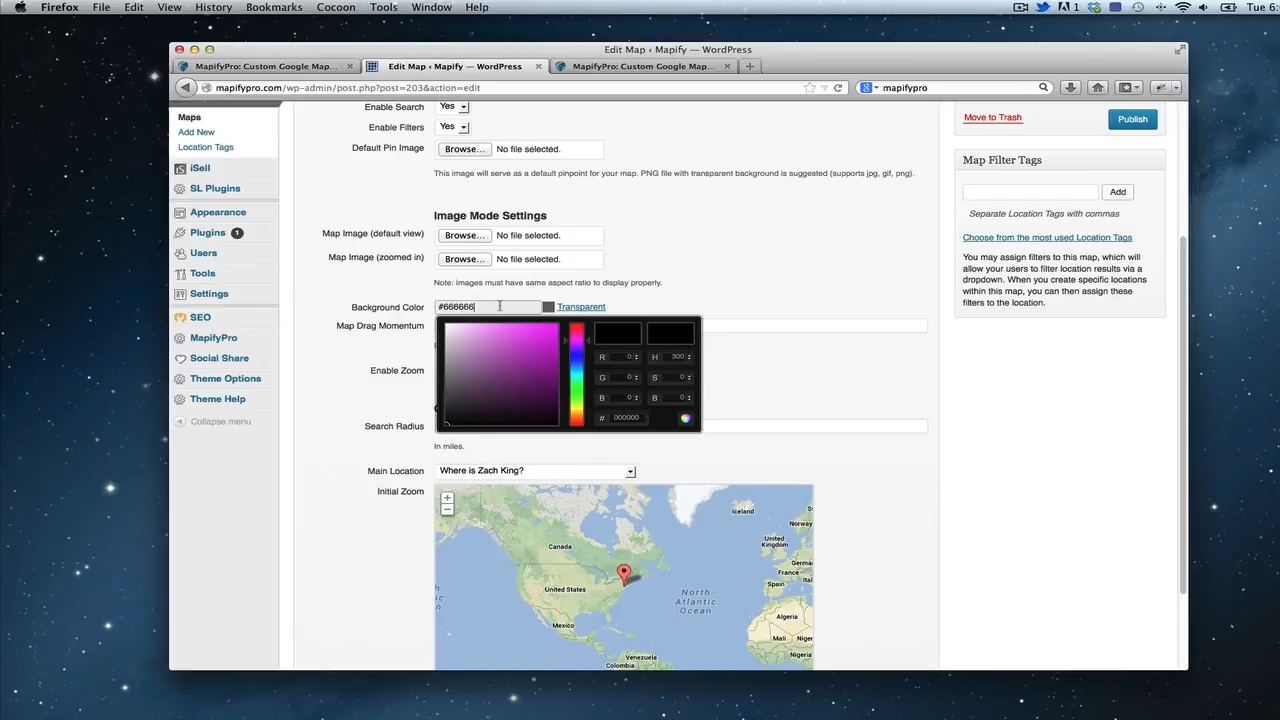 Firefox File Edit View History Bookmarks Cocoon Tools Window Help 1 Tue 6:
Edit Map ‹ Mapify — WordPress
MapifyPro: Custom Google Map... × Edit Map ‹ Mapify — WordPress × MapifyPro: Custom Google Map... × +
mapifypro.com/wp-admin/post.php?post=203&action=edit mapifypro
Maps
Add New
Location Tags
iSell
SL Plugins
Appearance
Plugins 1
Users
Tools
Settings
SEO
MapifyPro
Social Share
Theme Options
Theme Help
Collapse menu
Enable Search Yes
Enable Filters Yes
Default Pin Image Browse... No file selected.
This image will serve as a default pinpoint for your map. PNG file with transparent background is suggested (supports jpg, gif, png).
Image Mode Settings
Map Image (default view) Browse... No file selected.
Map Image (zoomed in) Browse... No file selected.
Note: images must have same aspect ratio to display properly.
Background Color #666666 Transparent
Map Drag Momentum
R 0 H 300
Enable Zoom
G 0 S 0
B 0 B 0
# 000000
Search Radius
In miles.
Main Location Where is Zach King?
Initial Zoom
+
−
Iceland
Norway
Canada
United Kingdom
Germa
France
United States
North Atlantic Ocean
Spain
Mexico
Algeria
Mali
Niger
Nigeria
Venezuela
Colombia
Move to Trash Publish
Map Filter Tags
Add
Separate Location Tags with commas
Choose from the most used Location Tags
You may assign filters to this map, which will
allow your users to filter location results via a
dropdown. When you create specific locations
within this map, you can then assign these
filters to the location.